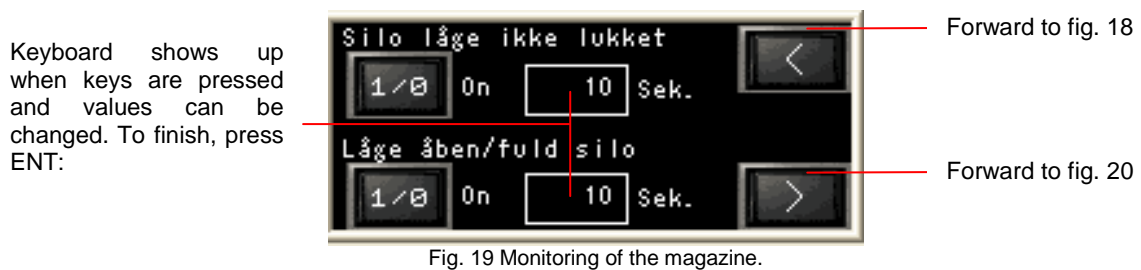 Keyboard shows up
when keys are pressed
and values can be
changed. To finish, press
ENT:
Silo låge ikke lukket
1/0 On 10 Sek.
<
Låge åben/fuld silo
1/0 On 10 Sek.
>
Forward to fig. 18
Forward to fig. 20
Fig. 19 Monitoring of the magazine.